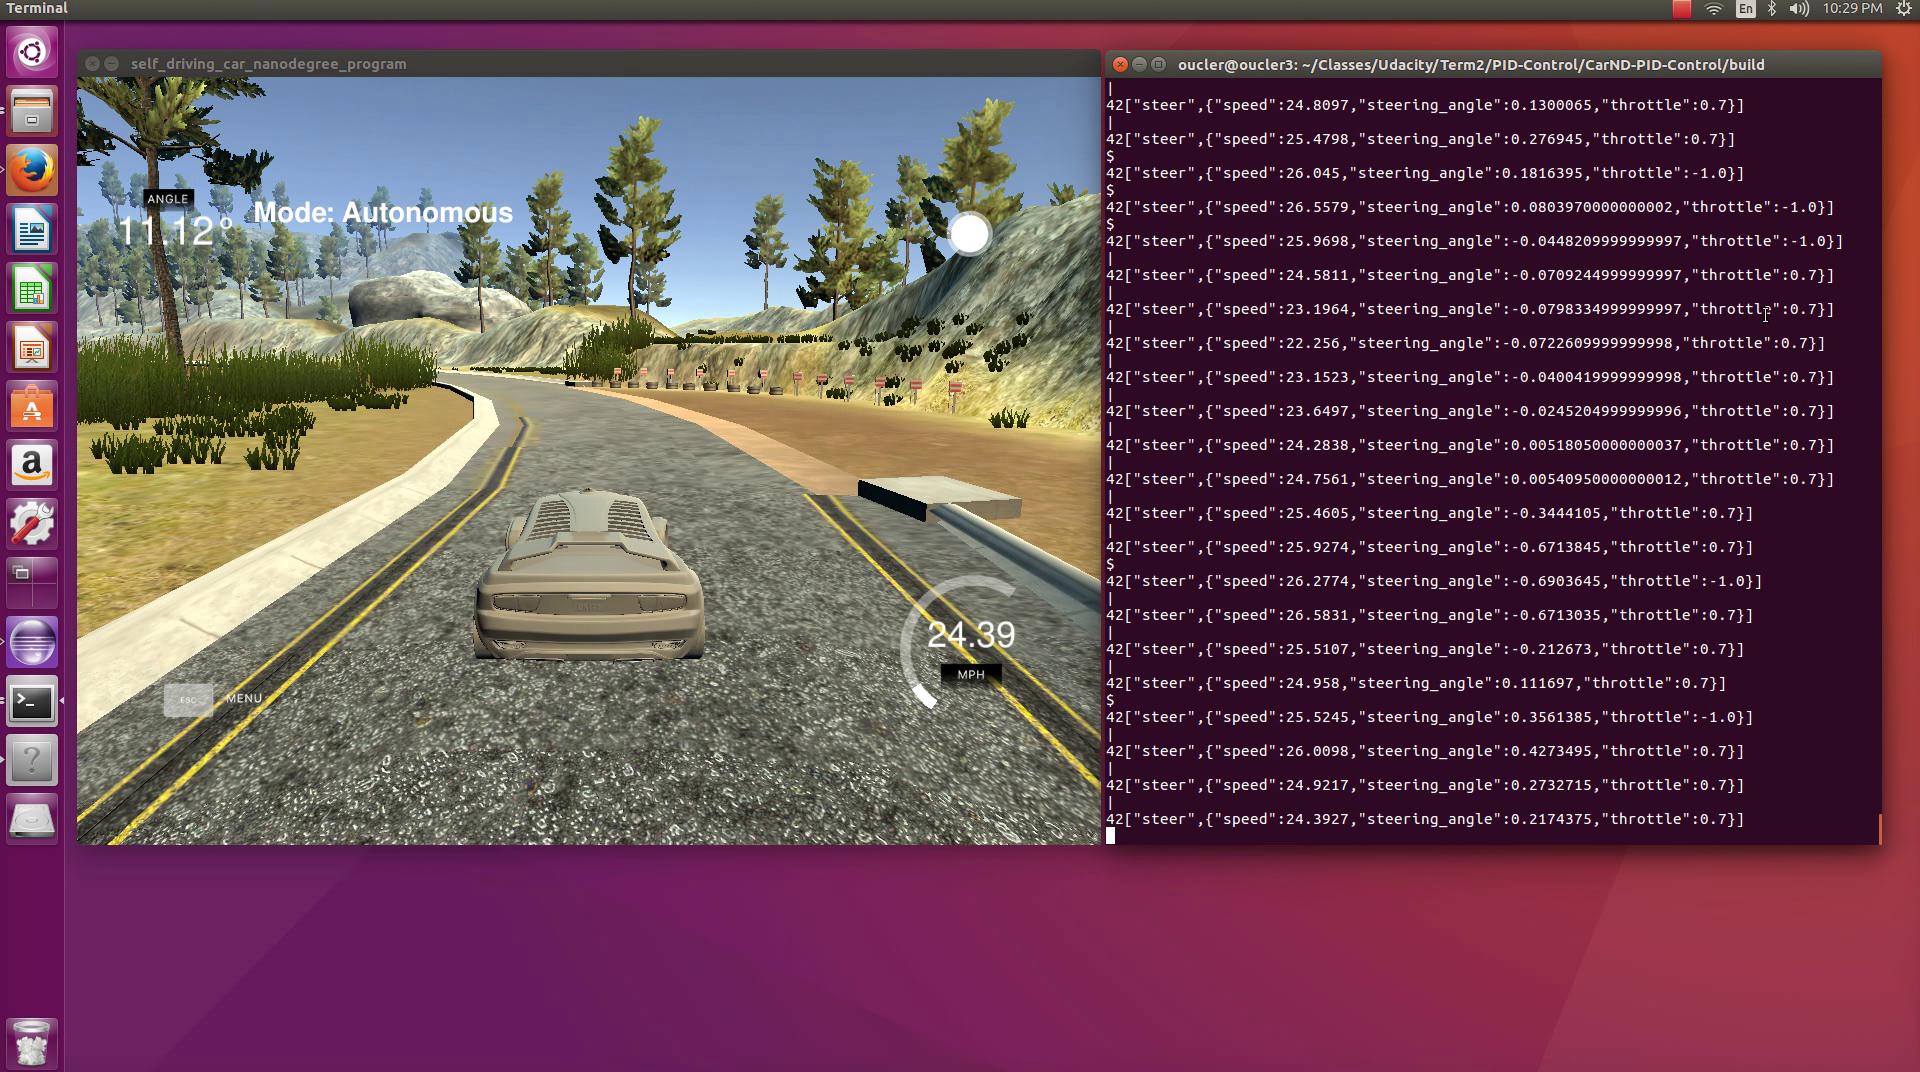 Terminal
En
10:29 PM
self_driving_car_nanodegree_program
ANGLE
11.12°
Mode: Autonomous
24.39
MPH
ESC
MENU
a
oucler@oucler3: ~/Classes/Udacity/Term2/PID-Control/CarND-PID-Control/build
|
42["steer",{"speed":24.8097,"steering_angle":0.1300065,"throttle":0.7}]
|
42["steer",{"speed":25.4798,"steering_angle":0.276945,"throttle":0.7}]
$
42["steer",{"speed":26.045,"steering_angle":0.1816395,"throttle":-1.0}]
$
42["steer",{"speed":26.5579,"steering_angle":0.0803970000000002,"throttle":-1.0}]
$
42["steer",{"speed":25.9698,"steering_angle":-0.0448209999999997,"throttle":-1.0}]
|
42["steer",{"speed":24.5811,"steering_angle":-0.0709244999999997,"throttle":0.7}]
|
42["steer",{"speed":23.1964,"steering_angle":-0.0798334999999997,"throttle":0.7}]
|
42["steer",{"speed":22.256,"steering_angle":-0.0722609999999998,"throttle":0.7}]
|
42["steer",{"speed":23.1523,"steering_angle":-0.0400419999999998,"throttle":0.7}]
|
42["steer",{"speed":23.6497,"steering_angle":-0.0245204999999996,"throttle":0.7}]
|
42["steer",{"speed":24.2838,"steering_angle":0.00518050000000037,"throttle":0.7}]
|
42["steer",{"speed":24.7561,"steering_angle":0.00540950000000012,"throttle":0.7}]
|
42["steer",{"speed":25.4605,"steering_angle":-0.3444105,"throttle":0.7}]
|
42["steer",{"speed":25.9274,"steering_angle":-0.6713845,"throttle":0.7}]
$
42["steer",{"speed":26.2774,"steering_angle":-0.6903645,"throttle":-1.0}]
|
42["steer",{"speed":26.5831,"steering_angle":-0.6713035,"throttle":0.7}]
|
42["steer",{"speed":25.5107,"steering_angle":-0.212673,"throttle":0.7}]
|
42["steer",{"speed":24.958,"steering_angle":0.111697,"throttle":0.7}]
$
42["steer",{"speed":25.5245,"steering_angle":0.3561385,"throttle":-1.0}]
|
42["steer",{"speed":26.0098,"steering_angle":0.4273495,"throttle":0.7}]
|
42["steer",{"speed":24.9217,"steering_angle":0.2732715,"throttle":0.7}]
|
42["steer",{"speed":24.3927,"steering_angle":0.2174375,"throttle":0.7}]